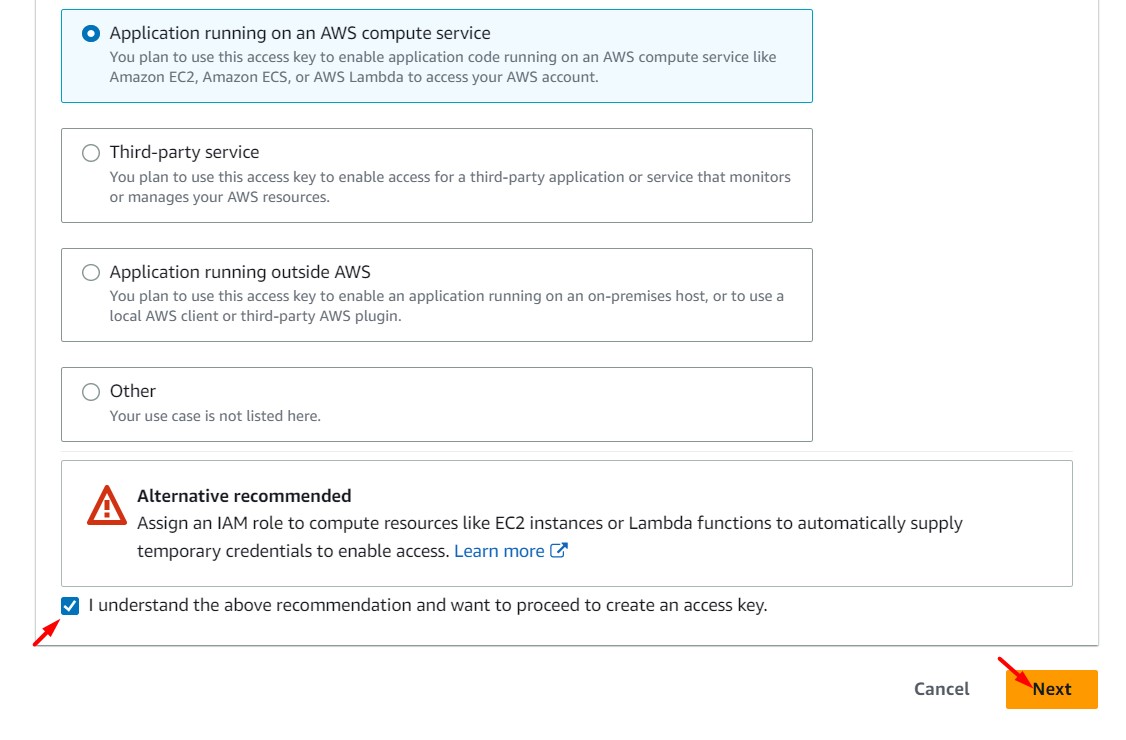 Application running on an AWS compute service
You plan to use this access key to enable application code running on an AWS compute service like
Amazon EC2, Amazon ECS, or AWS Lambda to access your AWS account.
Third-party service
You plan to use this access key to enable access for a third-party application or service that monitors
or manages your AWS resources.
Application running outside AWS
You plan to use this access key to enable an application running on an on-premises host, or to use a
local AWS client or third-party AWS plugin.
Other
Your use case is not listed here.
Alternative recommended
Assign an IAM role to compute resources like EC2 instances or Lambda functions to automatically supply
temporary credentials to enable access. Learn more
I understand the above recommendation and want to proceed to create an access key.
Cancel
Next